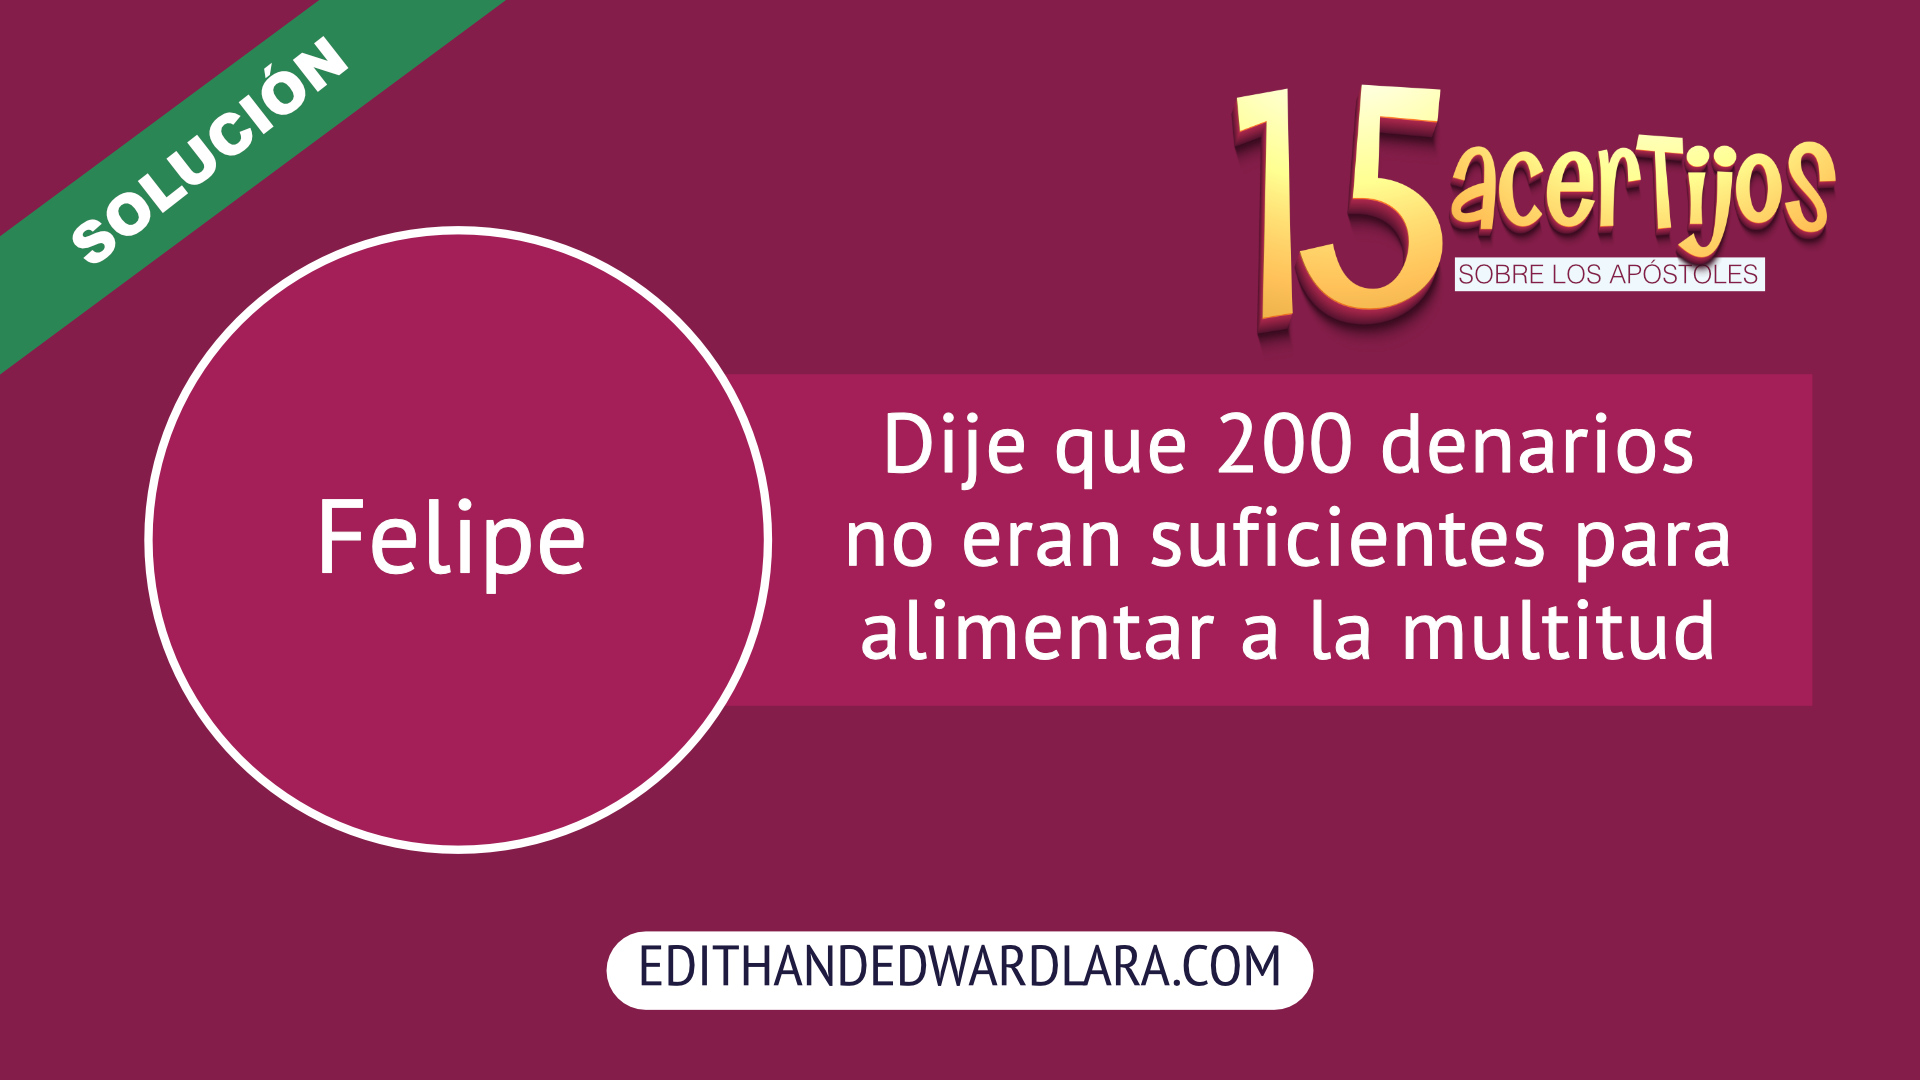 SOLUCIÓN
15 acertijos
SOBRE LOS APÓSTOLES
Felipe
Dije que 200 denarios
no eran suficientes para
alimentar a la multitud
EDITHANDEDWARDLARA.COM